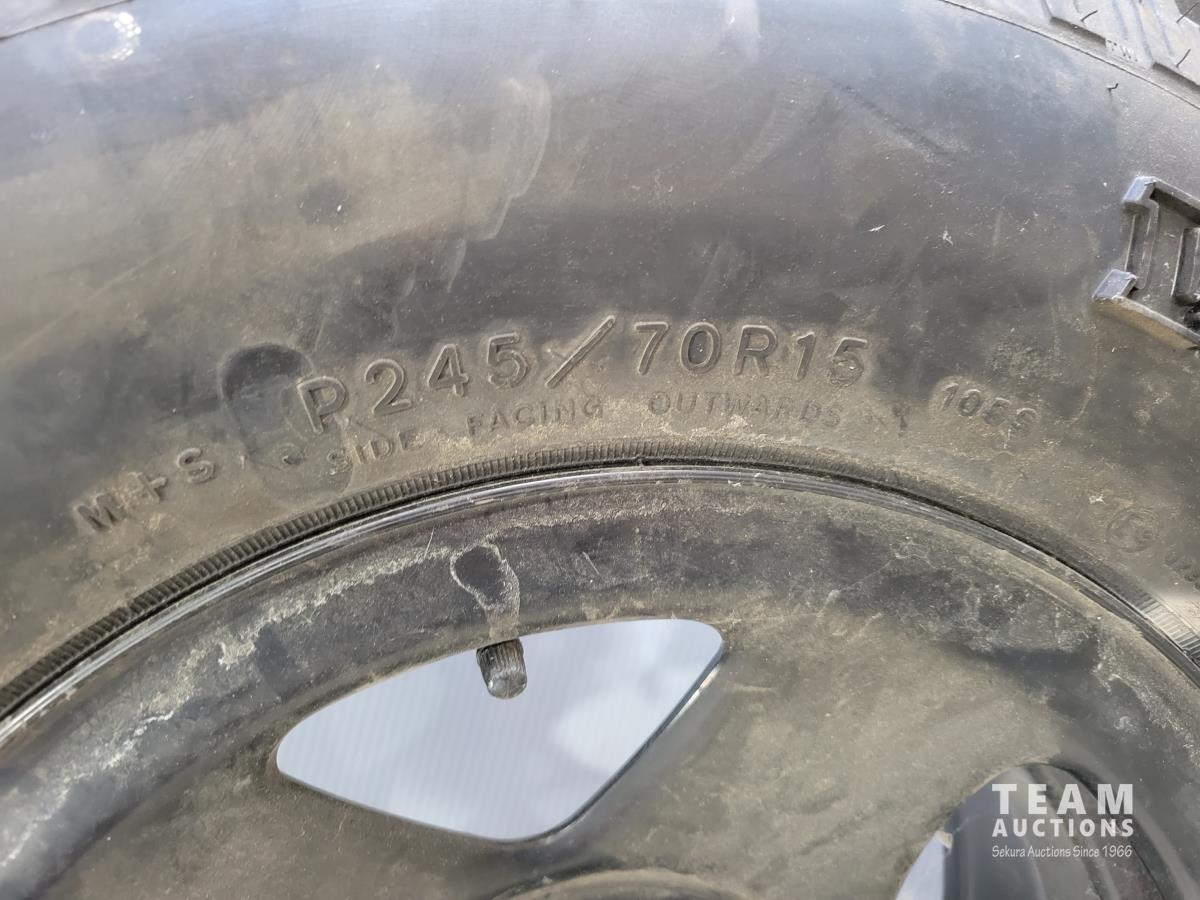 P245/70R15
M+S SIDE FACING OUTWARDS 105S
TEAM
AUCTIONS
Sekura Auctions Since 1966